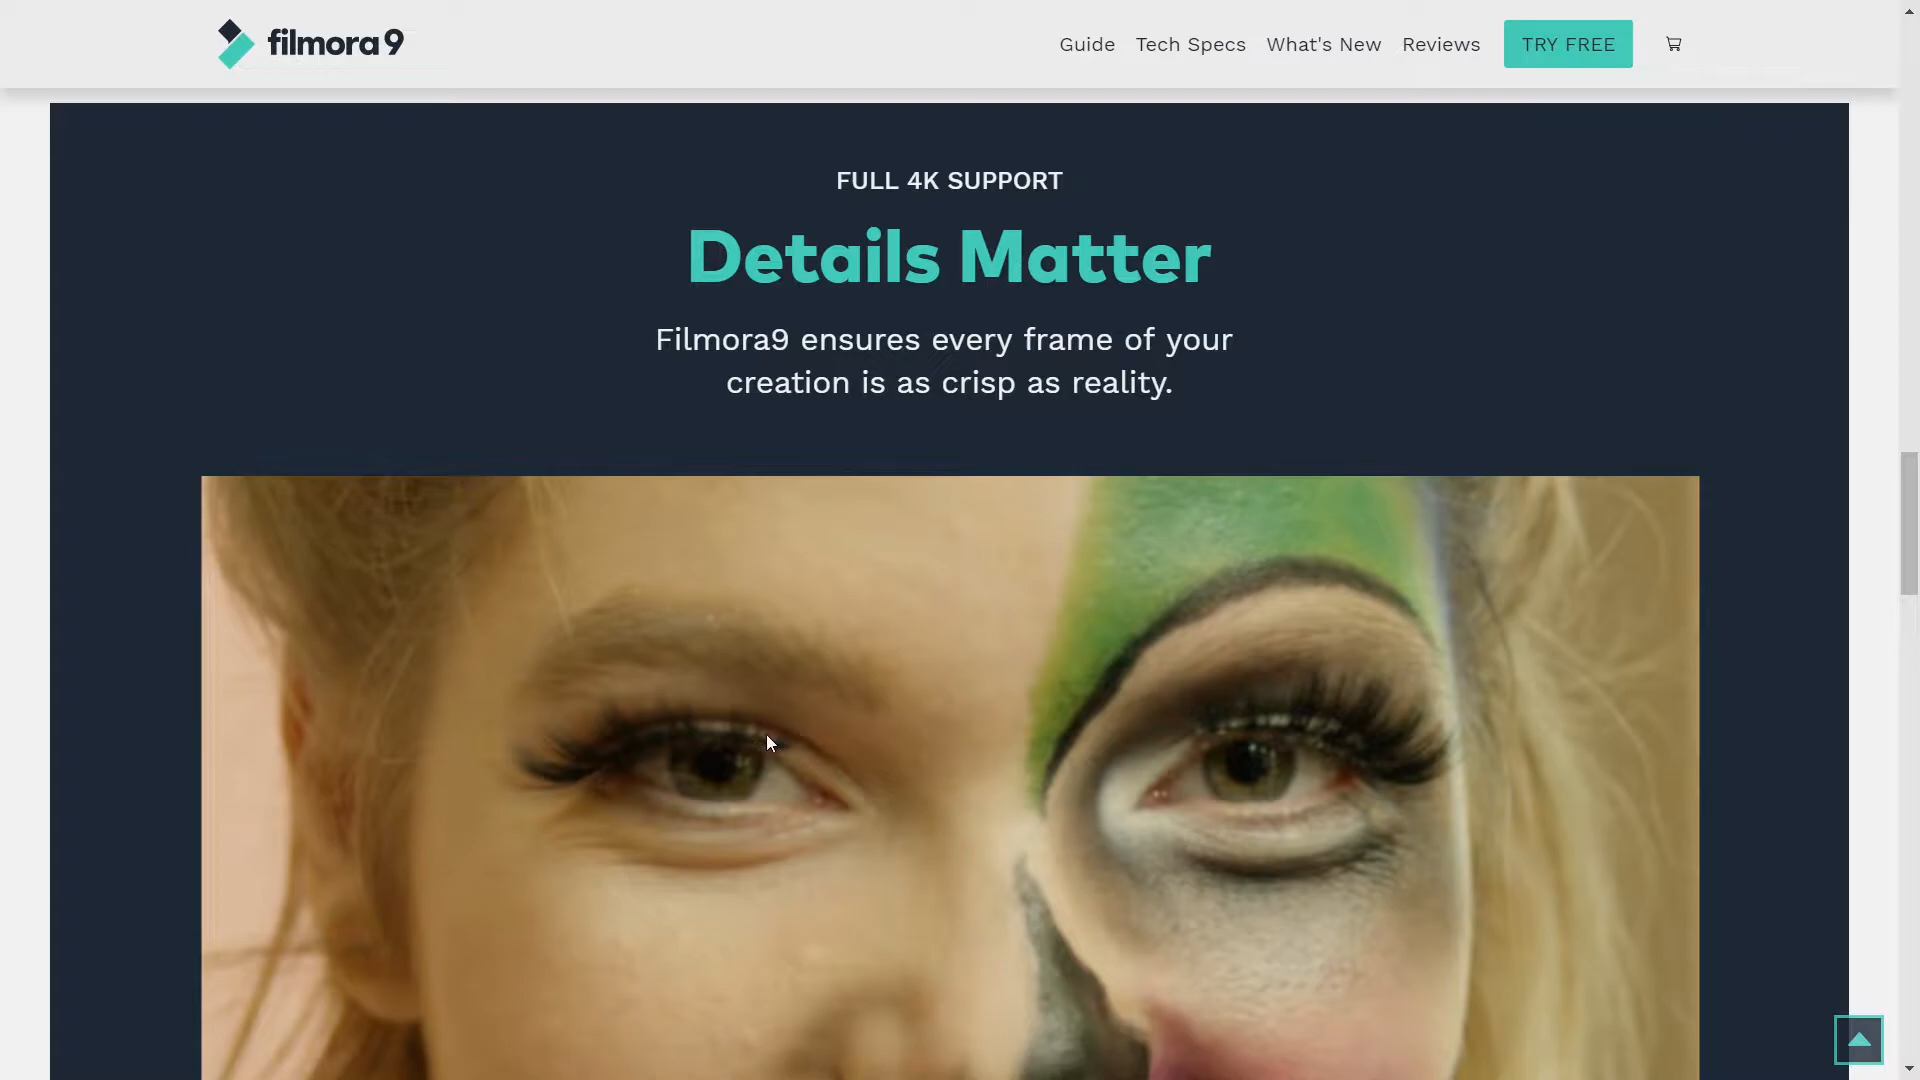 filmora9
Guide Tech Specs What's New Reviews TRY FREE
FULL 4K SUPPORT
Details Matter
Filmora9 ensures every frame of your
creation is as crisp as reality.